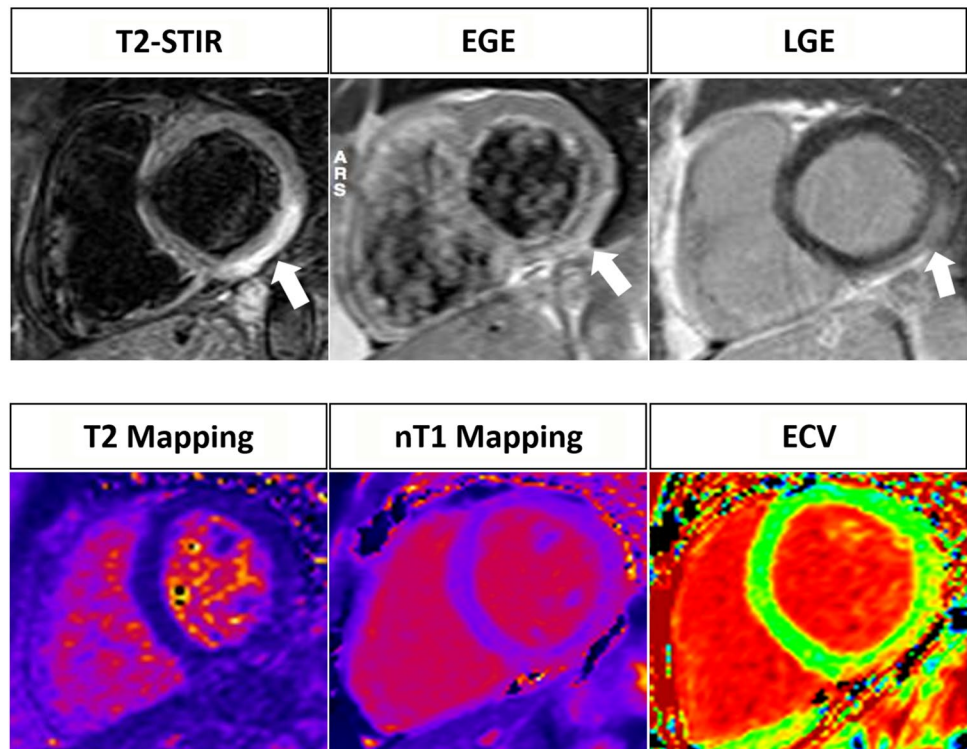 T2-STIR
EGE
LGE
A
R
S
T2 Mapping
nT1 Mapping
ECV